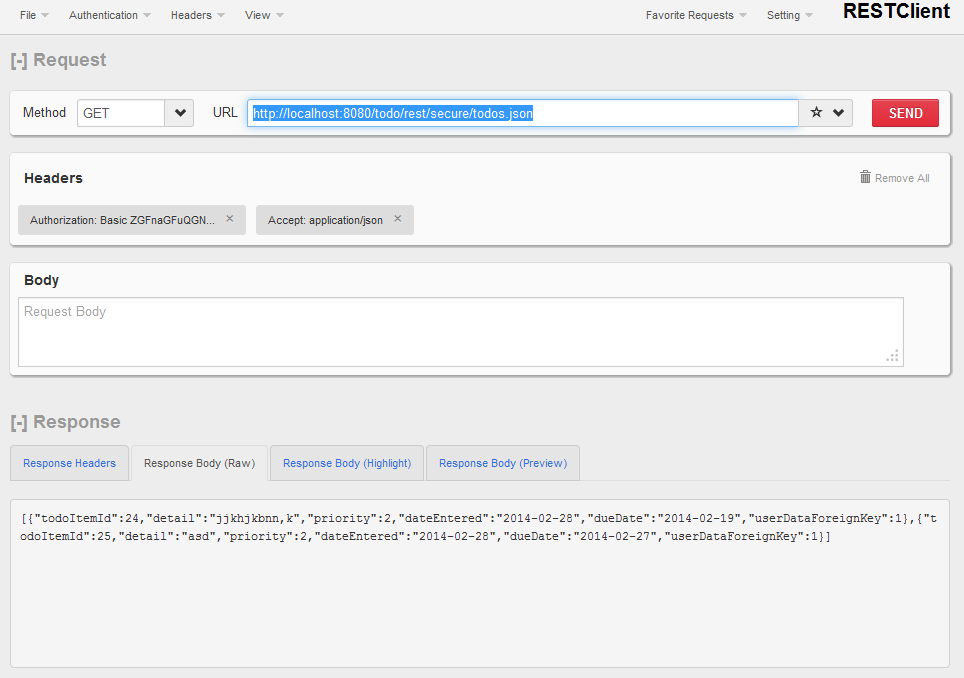 File Authentication Headers View Favorite Requests Setting RESTClient
[-] Request
Method GET URL http://localhost:8080/todo/rest/secure/todos.json SEND
Headers Remove All
Authorization: Basic ZGFnaGFuQGN... × Accept: application/json ×
Body
Request Body
[-] Response
Response Headers Response Body (Raw) Response Body (Highlight) Response Body (Preview)
[{"todoItemId":24,"detail":"jjkhjkbnn,k","priority":2,"dateEntered":"2014-02-28","dueDate":"2014-02-19","userDataForeignKey":1},{"t
odoItemId":25,"detail":"asd","priority":2,"dateEntered":"2014-02-28","dueDate":"2014-02-27","userDataForeignKey":1}]